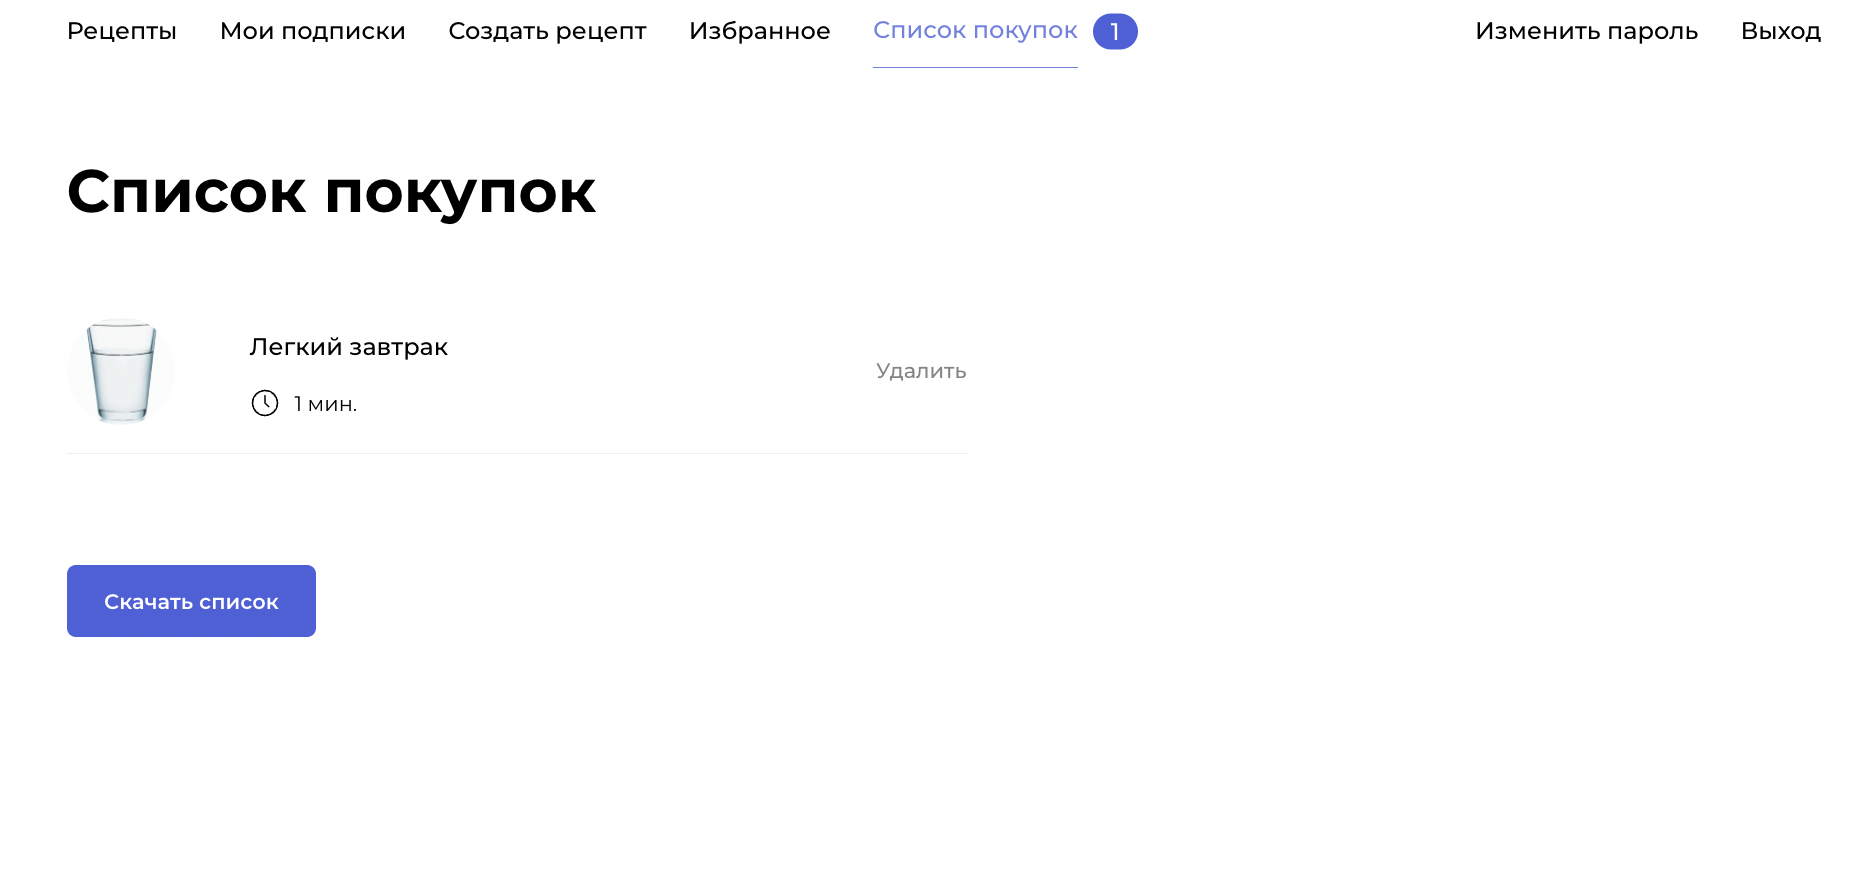 Рецепты Мои подписки Создать рецепт Избранное Список покупок 1 Изменить пароль Выход
Список покупок
Легкий завтрак
1 мин.
Удалить
Скачать список